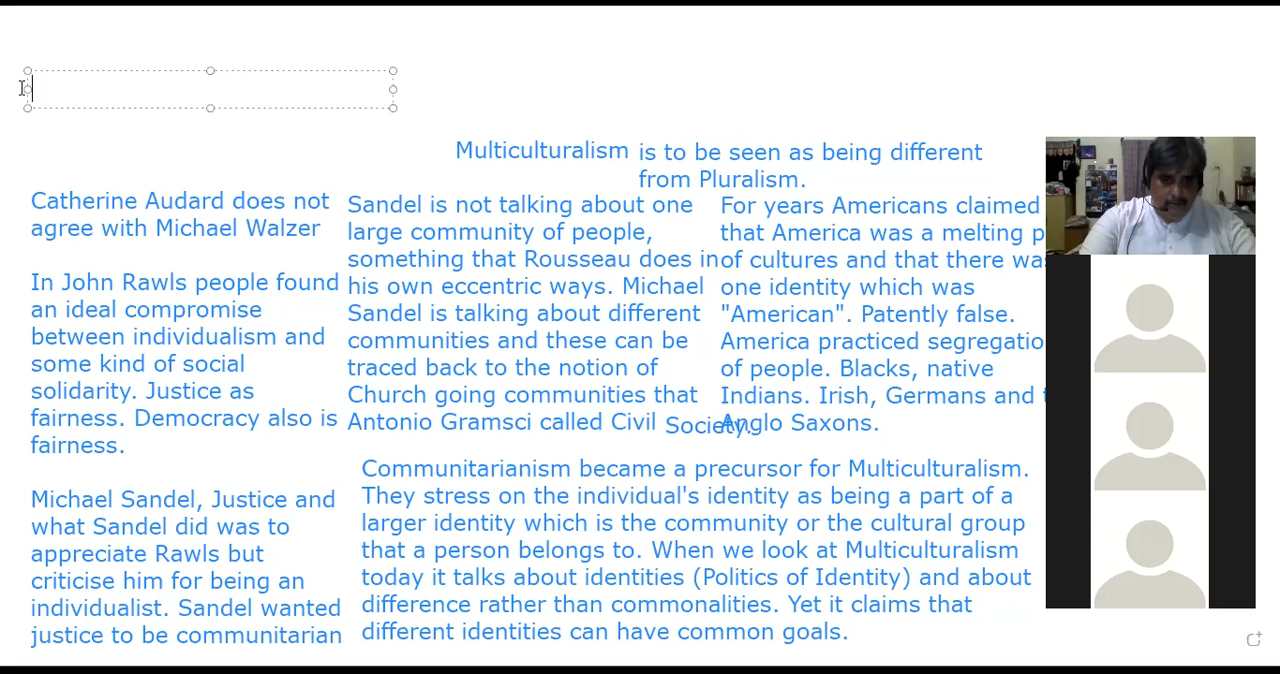 Multiculturalism is to be seen as being different
from Pluralism.
Catherine Audard does not
agree with Michael Walzer
In John Rawls people found
an ideal compromise
between individualism and
some kind of social
solidarity. Justice as
fairness. Democracy also is
fairness.
Michael Sandel, Justice and
what Sandel did was to
appreciate Rawls but
criticise him for being an
individualist. Sandel wanted
justice to be communitarian
Sandel is not talking about one
large community of people,
something that Rousseau does in
his own eccentric ways. Michael
Sandel is talking about different
communities and these can be
traced back to the notion of
Church going communities that
Antonio Gramsci called Civil Society.
For years Americans claimed
that America was a melting
of cultures and that there
one identity which was
"American". Patently false.
America practiced
of people. Blacks, native
Indians. Irish, Germans and
Anglo Saxons.
Communitarianism became a precursor for Multiculturalism.
They stress on the individual's identity as being a part of a
larger identity which is the community or the cultural group
that a person belongs to. When we look at Multiculturalism
today it talks about identities (Politics of Identity) and about
difference rather than commonalities. Yet it claims that
different identities can have common goals.